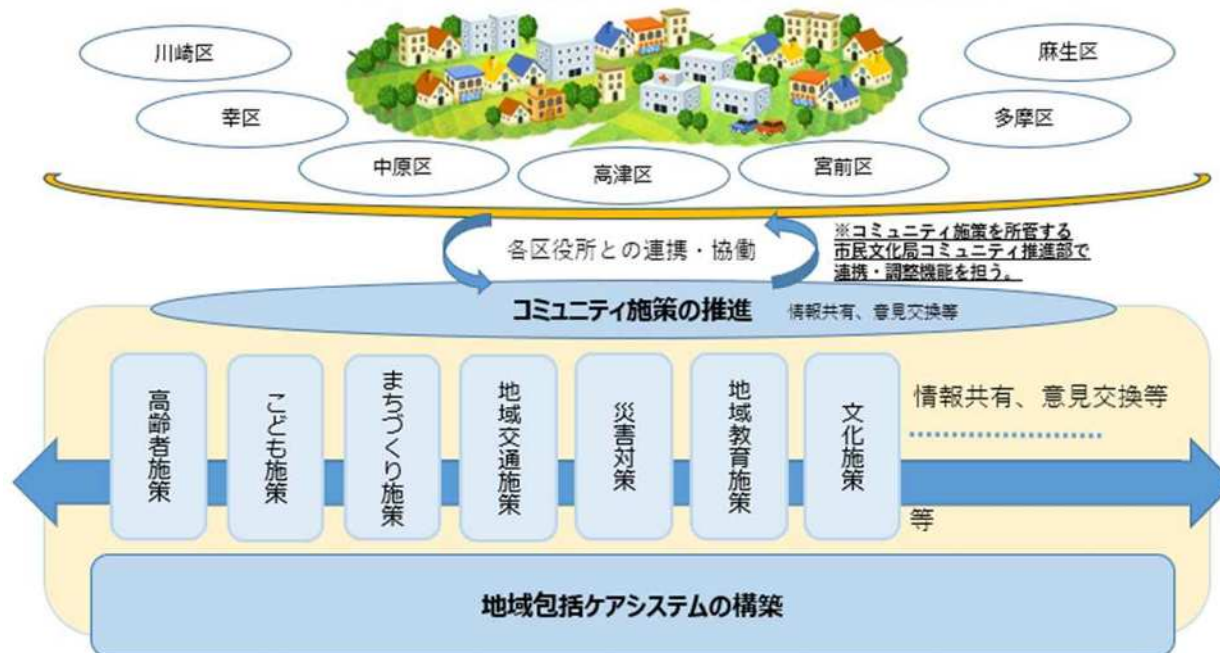 川崎区
麻生区
幸区
多摩区
中原区
高津区
宮前区
各区役所との連携・協働
※コミュニティ施策を所管する
市民文化局コミュニティ推進部で
連携・調整機能を担う。
コミュニティ施策の推進 情報共有、意見交換等
高齢者施策
こども施策
まちづくり施策
地域交通施策
災害対策
地域教育施策
文化施策
情報共有、意見交換等
等
地域包括ケアシステムの構築